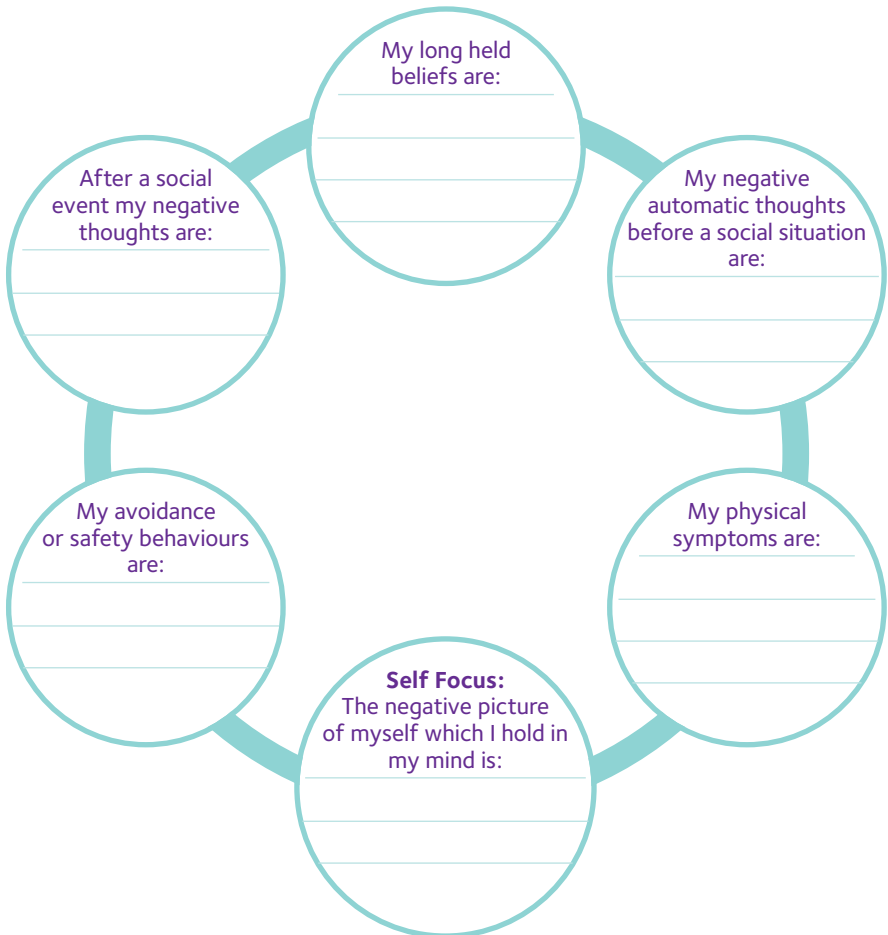 My long held
beliefs are:
My negative
automatic thoughts
before a social situation
are:
My physical
symptoms are:
Self Focus:
The negative picture
of myself which I hold in
my mind is:
My avoidance
or safety behaviours
are:
After a social
event my negative
thoughts are: